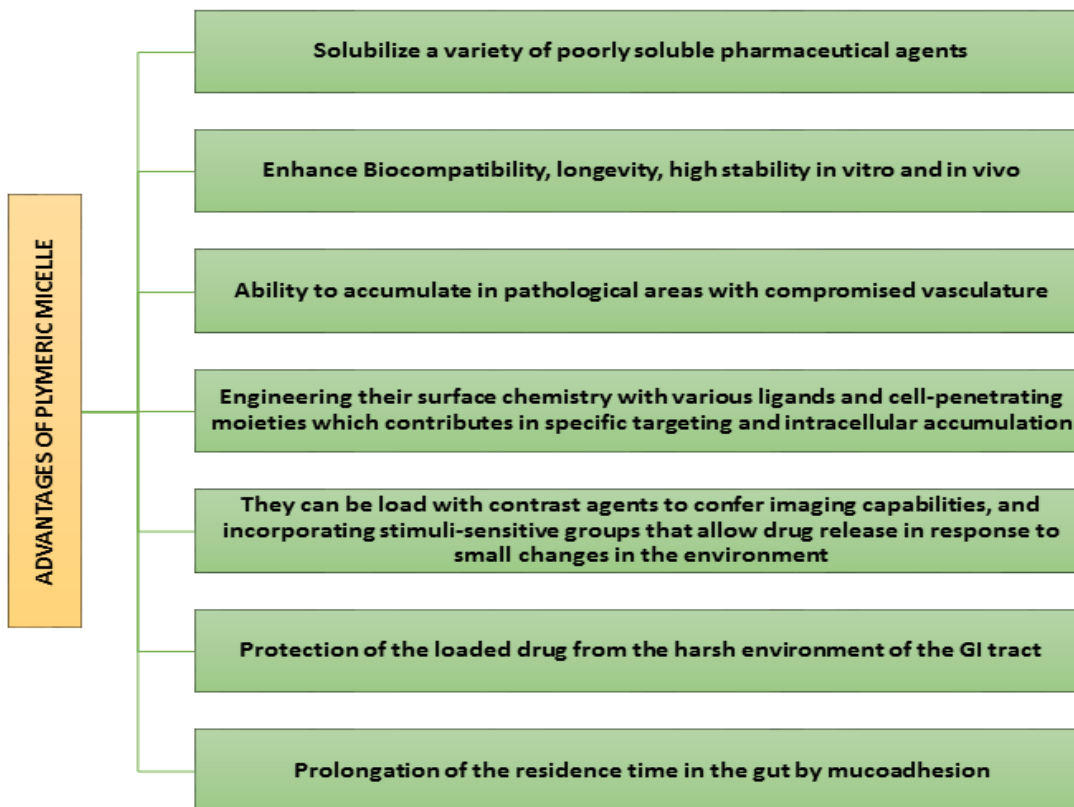 ADVANTAGES OF PLYMERIC MICELLE
Solubilize a variety of poorly soluble pharmaceutical agents
Enhance Biocompatibility, longevity, high stability in vitro and in vivo
Ability to accumulate in pathological areas with compromised vasculature
Engineering their surface chemistry with various ligands and cell-penetrating
moieties which contributes in specific targeting and intracellular accumulation
They can be load with contrast agents to confer imaging capabilities, and
incorporating stimuli-sensitive groups that allow drug release in response to
small changes in the environment
Protection of the loaded drug from the harsh environment of the GI tract
Prolongation of the residence time in the gut by mucoadhesion